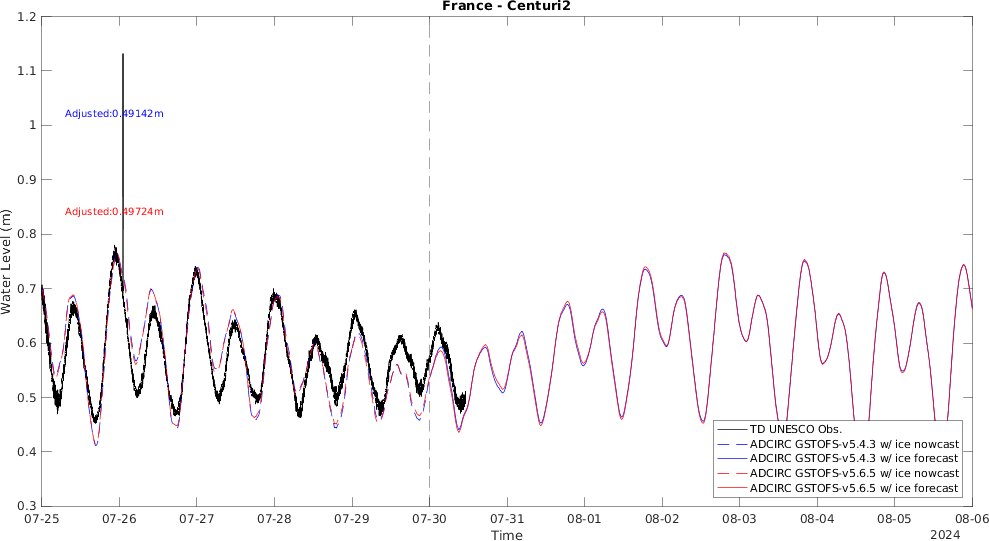 France - Centuri2
1.2
1.1
1
0.9
0.8
0.7
0.6
0.5
0.4
0.3
Water Level (m)
Adjusted:0.49142m
Adjusted:0.49724m
TD UNESCO Obs.
ADCIRC GSTOFS-v5.4.3 w/ ice nowcast
ADCIRC GSTOFS-v5.4.3 w/ ice forecast
ADCIRC GSTOFS-v5.6.5 w/ ice nowcast
ADCIRC GSTOFS-v5.6.5 w/ ice forecast
07-25 07-26 07-27 07-28 07-29 07-30 07-31 08-01 08-02 08-03 08-04 08-05 08-06
Time
2024